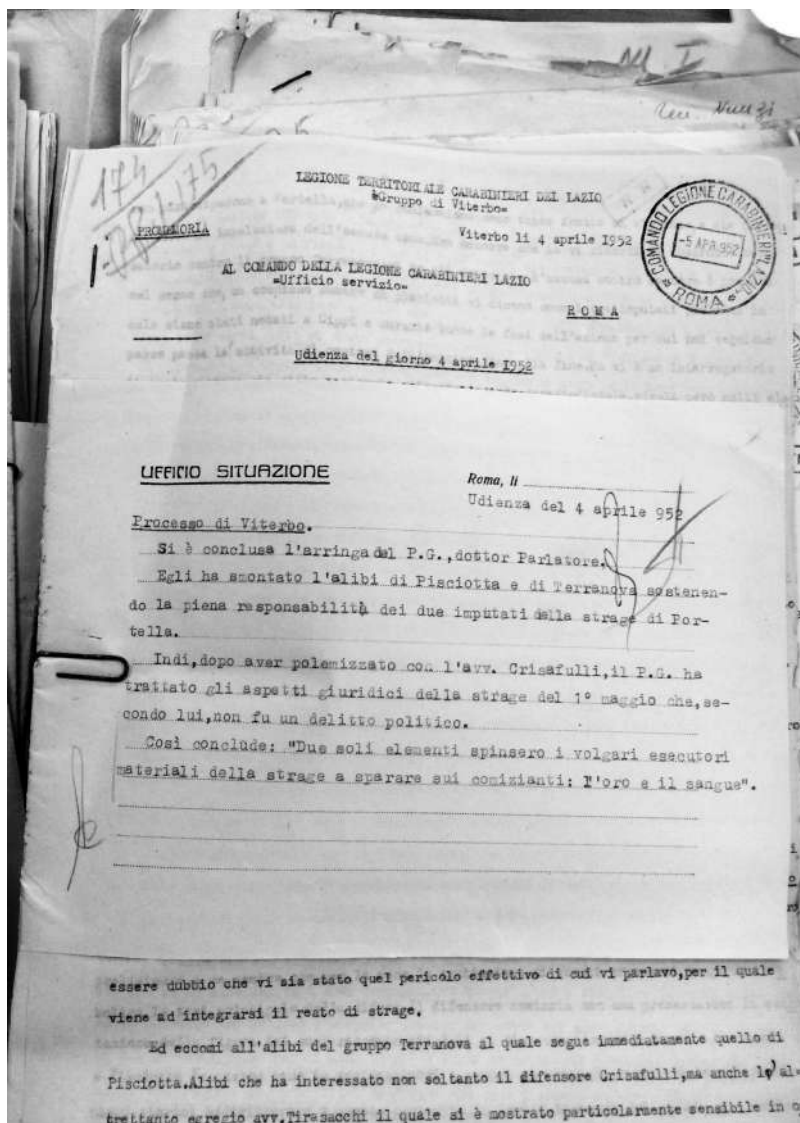 M. I
Nunzi
174
175
LEGIONE TERRITORIALE CARABINIERI DEL LAZIO
=Gruppo di Viterbo=
PROMEMORIA
Viterbo lì 4 aprile 1952
COMANDO LEGIONE CARABINIERI LAZIO
-5 APR. 952
* ROMA *
AL COMANDO DELLA LEGIONE CARABINIERI LAZIO
=Ufficio servizio=
ROMA
Udienza del giorno 4 aprile 1952
UFFICIO SITUAZIONE
Roma, lì
Udienza del 4 aprile 952
Processo di Viterbo.
Si è conclusa l'arringa del P.G.,dottor Parlatore.
Egli ha smontato l'alibi di Pisciotta e di Terranova sostenen-
do la piena responsabilità dei due imputati della strage di Por-
tella.
Indi,dopo aver polemizzato con l'avv. Crisafulli,il P.G. ha
trattato gli aspetti giuridici della strage del 1° maggio che,se-
condo lui,non fu un delitto politico.
Così conclude: "Due soli elementi spinsero i volgari esecutori
materiali della strage a sparare sui comizianti: l'oro e il sangue".
essere dubbio che vi sia stato quel pericolo effettivo di cui vi parlavo,per il quale
viene ad integrarsi il reato di strage.
Ed eccomi all'alibi del gruppo Terranova al quale segue immediatamente quello di
Pisciotta.Alibi che ha interessato non soltanto il difensore Crisafulli,ma anche l'al=
trettanto egregio avv.Tirasacchi il quale si è mostrato particolarmente sensibile in